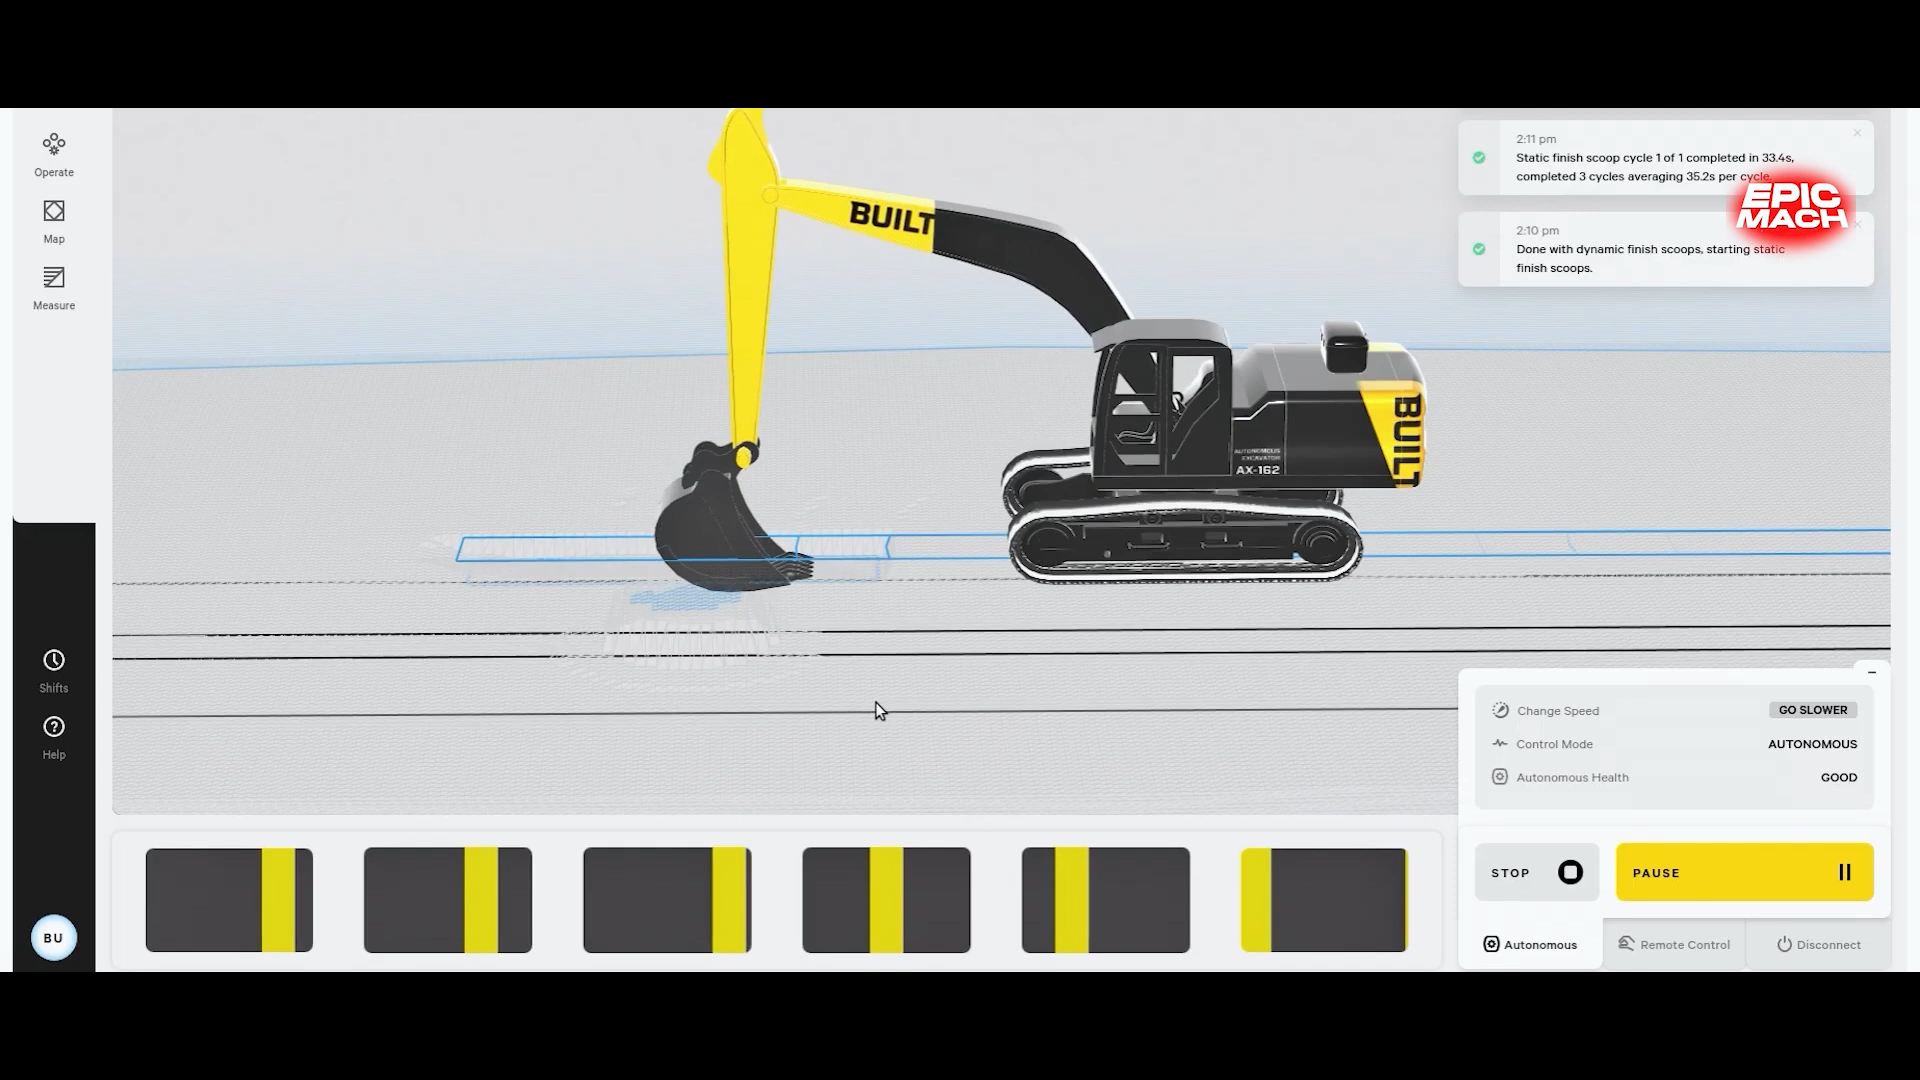 Operate
Map
Measure
Shifts
Help
BU
BUILT
AUTONOMOUS
EXCAVATOR
AX-162
BUILT
2:11 pm
Static finish scoop cycle 1 of 1 completed in 33.4s,
completed 3 cycles averaging 35.2s per cycle.
EPIC
MACH
2:10 pm
Done with dynamic finish scoops, starting static
finish scoops.
Change Speed
GO SLOWER
Control Mode
AUTONOMOUS
Autonomous Health
GOOD
STOP
PAUSE
Autonomous
Remote Control
Disconnect